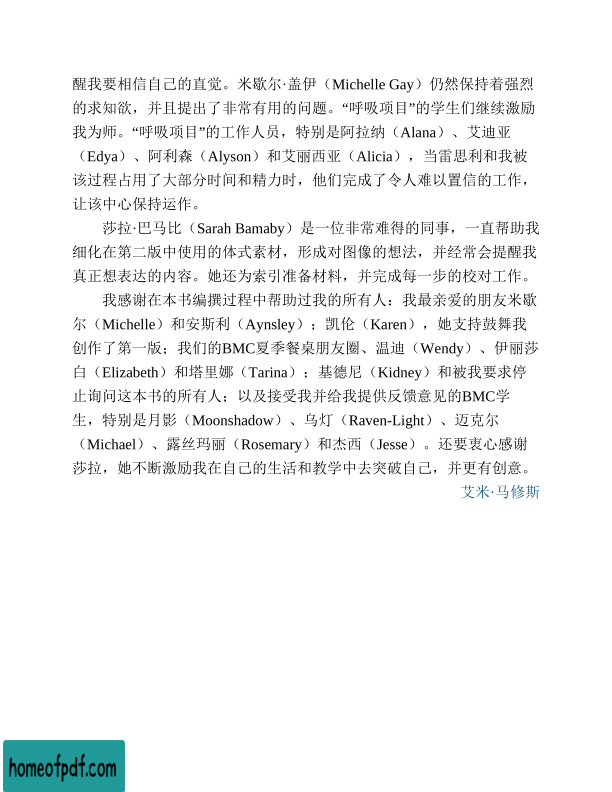 醒我要相信自己的直觉。米歇尔·盖伊（Michelle Gay）仍然保持着强烈
的求知欲，并且提出了非常有用的问题。“呼吸项目”的学生们继续激励
我为师。“呼吸项目”的工作人员，特别是阿拉纳（Alana）、艾迪亚
（Edya）、阿利森（Alyson）和艾丽西亚（Alicia），当雷思利和我被
该过程占用了大部分时间和精力时，他们完成了令人难以置信的工作，
让该中心保持运作。
莎拉·巴马比（Sarah Bamaby）是一位非常难得的同事，一直帮助我
细化在第二版中使用的体式素材，形成对图像的想法，并经常会提醒我
真正想表达的内容。她还为索引准备材料，并完成每一步的校对工作。
我感谢在本书编撰过程中帮助过我的所有人：我最亲爱的朋友米歇
尔（Michelle）和安斯利（Aynsley）；凯伦（Karen），她支持鼓舞我
创作了第一版；我们的BMC夏季餐桌朋友圈、温迪（Wendy）、伊丽莎
白（Elizabeth）和塔里娜（Tarina）；基德尼（Kidney）和被我要求停
止询问这本书的所有人；以及接受我并给我提供反馈意见的BMC学
生，特别是月影（Moonshadow）、乌灯（Raven-Light）、迈克尔
（Michael）、露丝玛丽（Rosemary）和杰西（Jesse）。还要衷心感谢
莎拉，她不断激励我在自己的生活和教学中去突破自己，并更有创意。
艾米·马修斯
homeofpdf.com